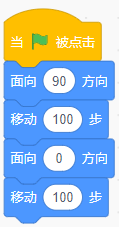 当 被点击
面向 90 方向
移动 100 步
面向 0 方向
移动 100 步